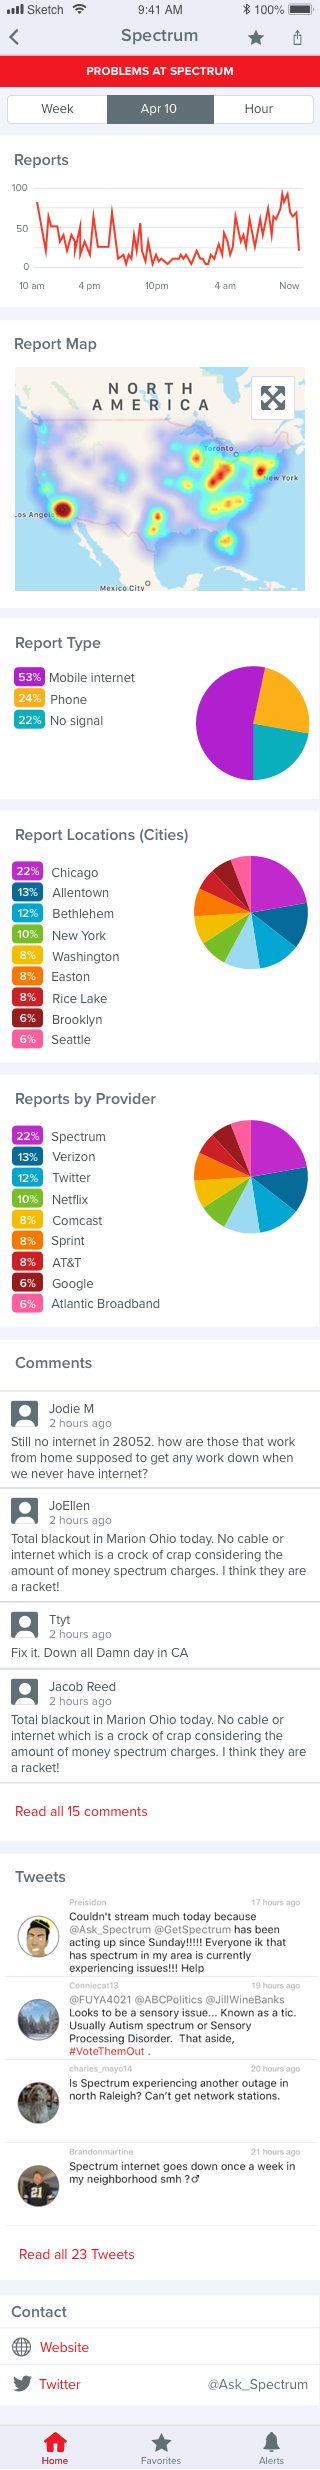 Sketch 9:41 AM 100%
Spectrum
PROBLEMS AT SPECTRUM
Week Apr 10 Hour
Reports
100
50
0
10 am 4 pm 10pm 4 am Now
Report Map
NORTH
AMERICA
Toronto
New York
Los Angele
Mexico City
Report Type
53% Mobile internet
24% Phone
22% No signal
Report Locations (Cities)
22% Chicago
13% Allentown
12% Bethlehem
10% New York
8% Washington
8% Easton
8% Rice Lake
6% Brooklyn
6% Seattle
Reports by Provider
22% Spectrum
13% Verizon
12% Twitter
10% Netflix
8% Comcast
8% Sprint
8% AT&T
6% Google
6% Atlantic Broadband
Comments
Jodie M
2 hours ago
Still no internet in 28052. how are those that work
from home supposed to get any work down when
we never have internet?
JoEllen
2 hours ago
Total blackout in Marion Ohio today. No cable or
internet which is a crock of crap considering the
amount of money spectrum charges. I think they are
a racket!
Ttyt
2 hours ago
Fix it. Down all Damn day in CA
Jacob Reed
2 hours ago
Total blackout in Marion Ohio today. No cable or
internet which is a crock of crap considering the
amount of money spectrum charges. I think they are
a racket!
Read all 15 comments
Tweets
Preisidon 17 hours ago
Couldn't stream much today because
@Ask_Spectrum @GetSpectrum has been
acting up since Sunday!!!!! Everyone ik that
has spectrum in my area is currently
experiencing issues!!! Help
Conniecat13 19 hours ago
@FUYA4021 @ABCPolitics @JillWineBanks
Looks to be a sensory issue... Known as a tic.
Usually Autism spectrum or Sensory
Processing Disorder. That aside,
#VoteThemOut .
charles_mayo14 20 hours ago
Is Spectrum experiencing another outage in
north Raleigh? Can't get network stations.
Brandonmartine 21 hours ago
Spectrum internet goes down once a week in
my neighborhood smh ?♂
Read all 23 Tweets
Contact
Website
Twitter @Ask_Spectrum
Home Favorites Alerts